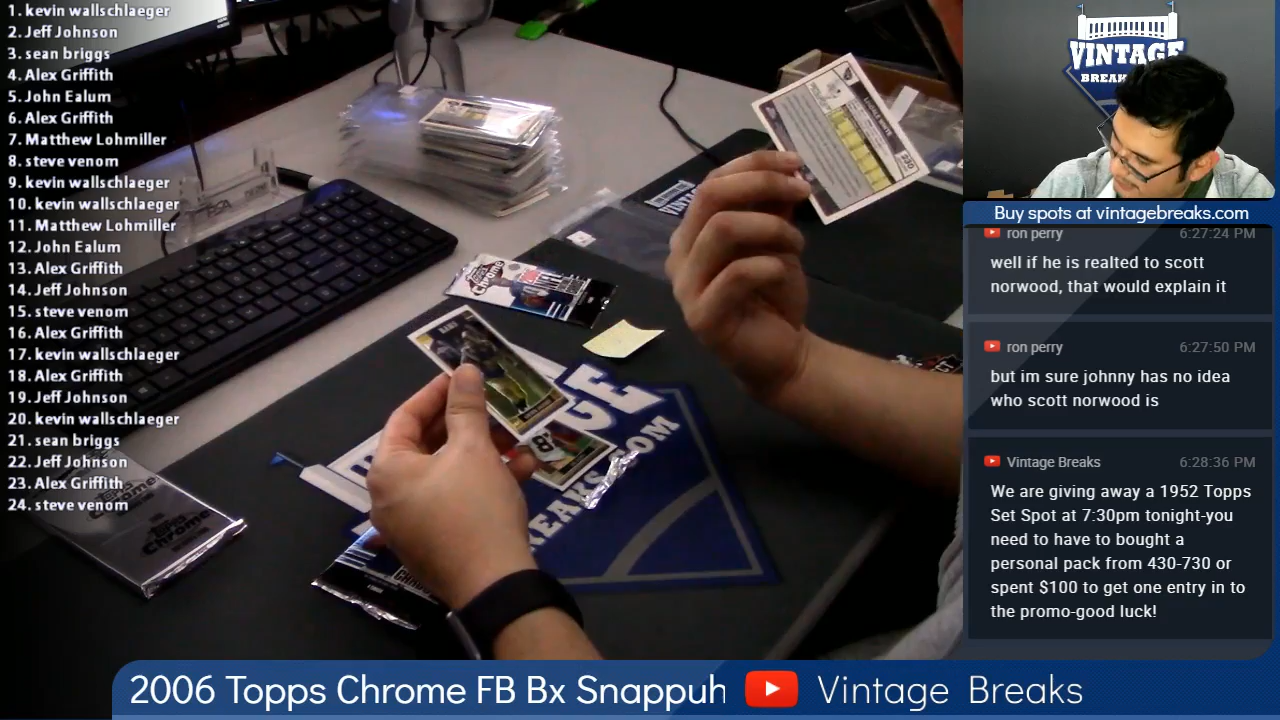 1. kevin wallschlaeger
2. Jeff Johnson
3. sean briggs
4. Alex Griffith
5. John Ealum
6. Alex Griffith
7. Matthew Lohmiller
8. steve venom
9. kevin wallschlaeger
10. kevin wallschlaeger
11. Matthew Lohmiller
12. John Ealum
13. Alex Griffith
14. Jeff Johnson
15. steve venom
16. Alex Griffith
17. kevin wallschlaeger
18. Alex Griffith
19. Jeff Johnson
20. kevin wallschlaeger
21. sean briggs
22. Jeff Johnson
23. Alex Griffith
24. steve venom
PSA
Chrome
VINTAGE
Buy spots at vintagebreaks.com
ron perry 6:27:24 PM
well if he is realted to scott
norwood, that would explain it
ron perry 6:27:50 PM
but im sure johnny has no idea
who scott norwood is
Vintage Breaks 6:28:36 PM
We are giving away a 1952 Topps
Set Spot at 7:30pm tonight-you
need to have to bought a
personal pack from 430-730 or
spent $100 to get one entry in to
the promo-good luck!
2006 Topps Chrome FB Bx Snappuh
Vintage Breaks